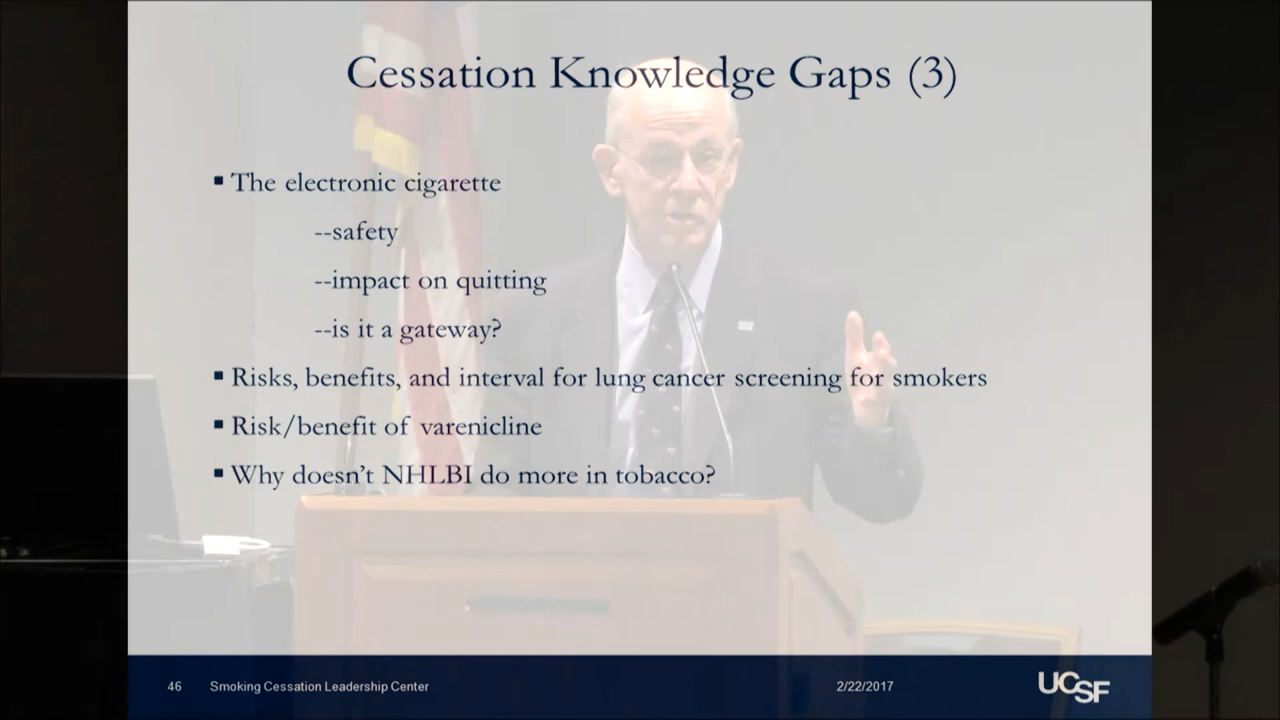 Cessation Knowledge Gaps (3)
▪ The electronic cigarette
--safety
--impact on quitting
--is it a gateway?
▪ Risks, benefits, and interval for lung cancer screening for smokers
▪ Risk/benefit of varenicline
▪ Why doesn’t NHLBI do more in tobacco?
46 Smoking Cessation Leadership Center 2/22/2017 UCSF